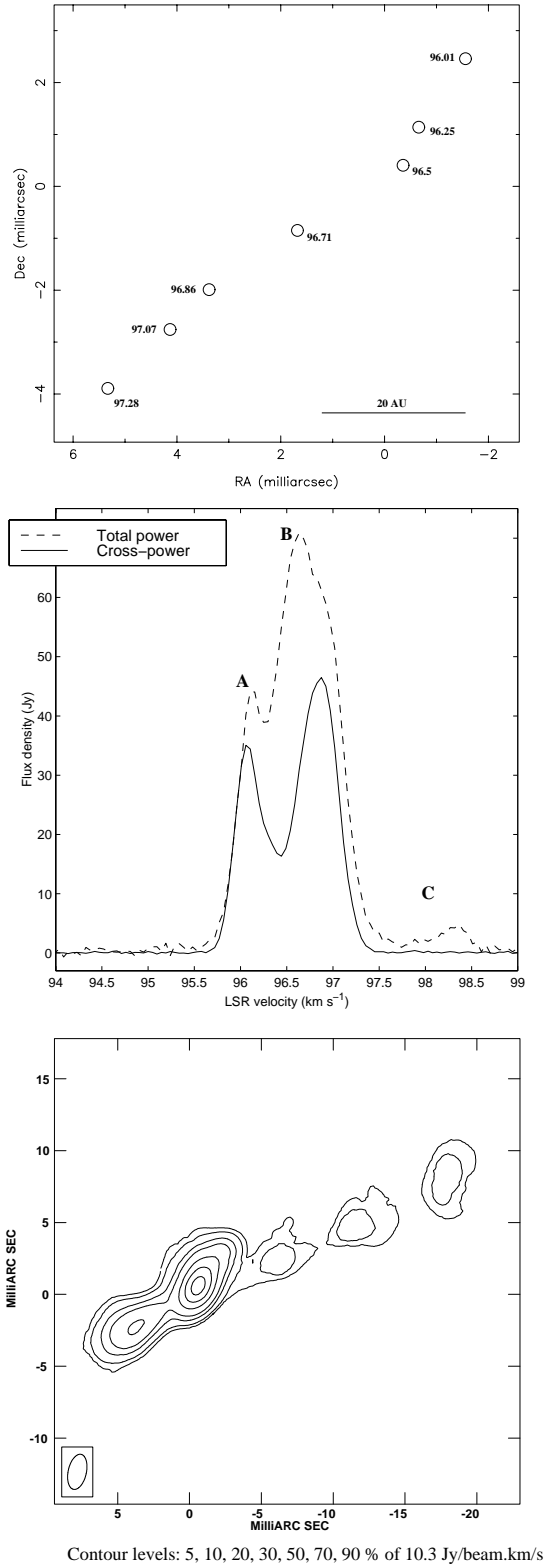 96.01
96.25
96.5
96.71
96.86
97.07
97.28
20 AU
2
0
−2
−4
Dec (milliarcsec)
6 4 2 0 −2
RA (milliarcsec)
Total power
Cross−power
A
B
C
60
50
40
30
20
10
0
Flux density (Jy)
94 94.5 95 95.5 96 96.5 97 97.5 98 98.5 99
LSR velocity (km s−1)
15
10
5
0
-5
-10
MilliARC SEC
5 0 -5 -10 -15 -20
MilliARC SEC
Contour levels: 5, 10, 20, 30, 50, 70, 90 % of 10.3 Jy/beam.km/s